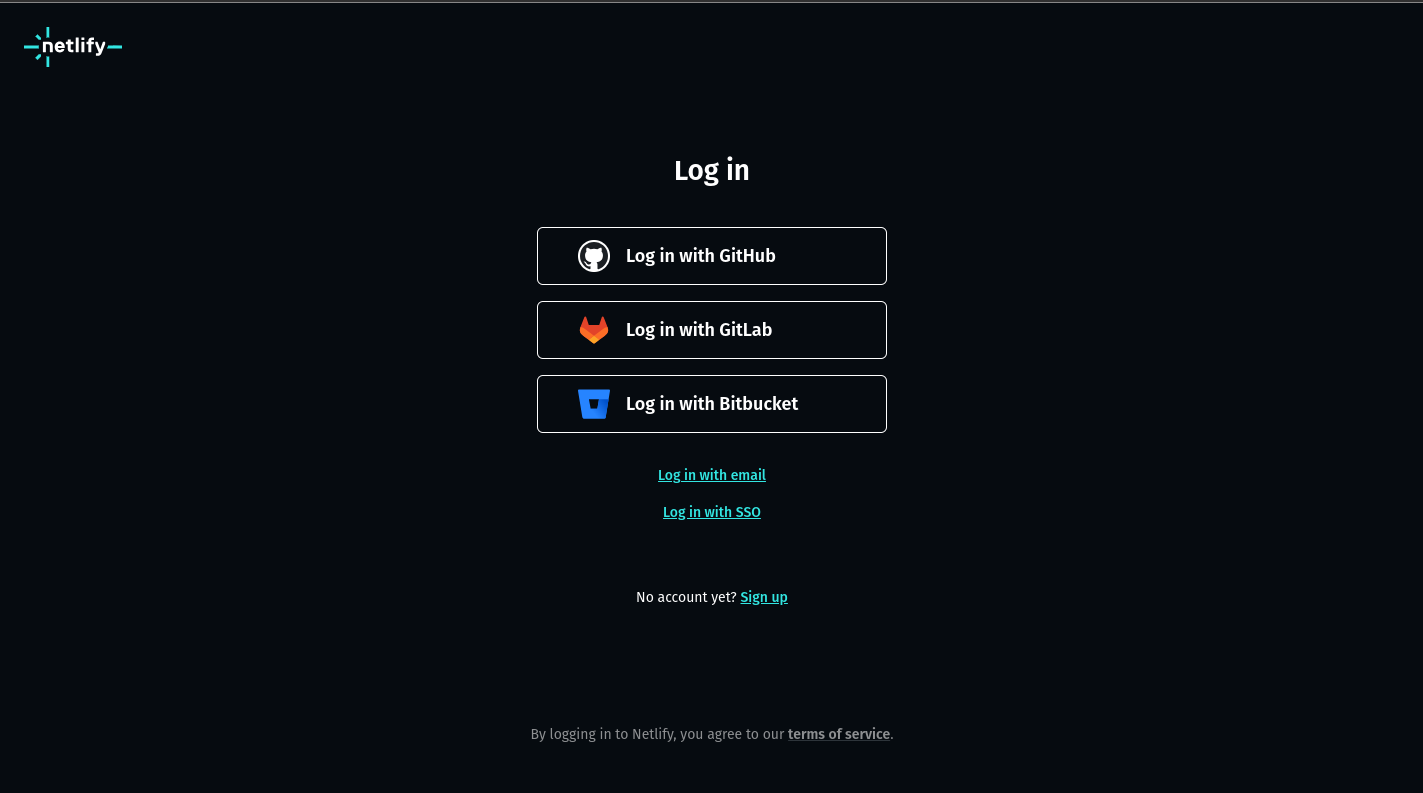 netlify
Log in
Log in with GitHub
Log in with GitLab
Log in with Bitbucket
Log in with email
Log in with SSO
No account yet? Sign up
By logging in to Netlify, you agree to our terms of service.